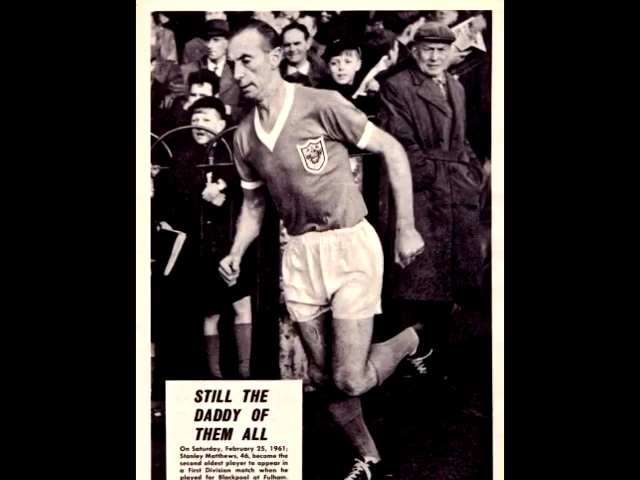 STILL THE
DADDY OF
THEM ALL
On Saturday, February 25, 1961;
Stanley Matthews, 46, became the
second oldest player to appear in
a First Division match when he
played for Blackpool at Fulham.